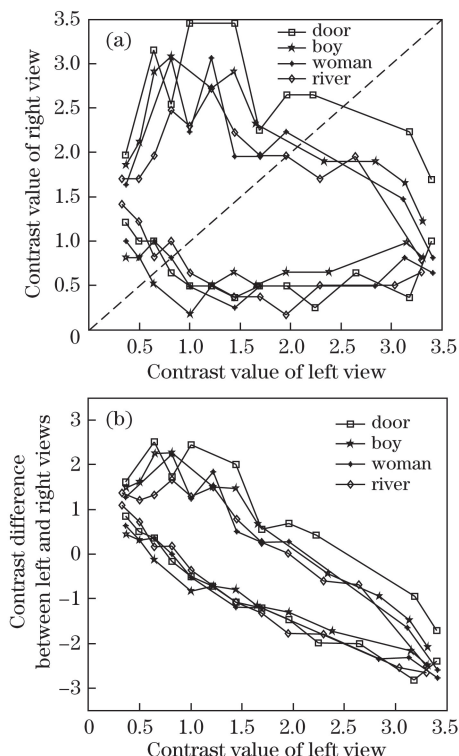 3.5
3.0
2.5
2.0
1.5
1.0
0.5
0
Contrast value of right view
(a)
door
boy
woman
river
0.5 1.0 1.5 2.0 2.5 3.0 3.5
Contrast value of left view
3
2
1
0
−1
−2
−3
Contrast difference
between left and right views
(b)
door
boy
woman
river
0 0.5 1.0 1.5 2.0 2.5 3.0 3.5
Contrast value of left view